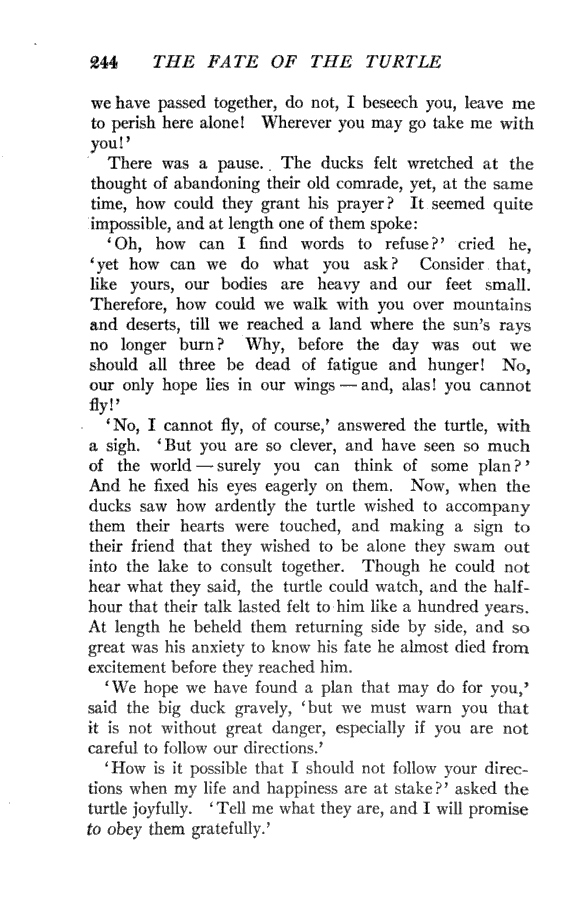 244 THE FATE OF THE TURTLE
we have passed together, do not, I beseech you, leave me
to perish here alone! Wherever you may go take me with
you!’
There was a pause. The ducks felt wretched at the
thought of abandoning their old comrade, yet, at the same
time, how could they grant his prayer? It seemed quite
impossible, and at length one of them spoke:
‘Oh, how can I find words to refuse?’ cried he,
‘yet how can we do what you ask? Consider that,
like yours, our bodies are heavy and our feet small.
Therefore, how could we walk with you over mountains
and deserts, till we reached a land where the sun’s rays
no longer burn? Why, before the day was out we
should all three be dead of fatigue and hunger! No,
our only hope lies in our wings — and, alas! you cannot
fly!’
‘No, I cannot fly, of course,’ answered the turtle, with
a sigh. ‘But you are so clever, and have seen so much
of the world — surely you can think of some plan?’
And he fixed his eyes eagerly on them. Now, when the
ducks saw how ardently the turtle wished to accompany
them their hearts were touched, and making a sign to
their friend that they wished to be alone they swam out
into the lake to consult together. Though he could not
hear what they said, the turtle could watch, and the half-
hour that their talk lasted felt to him like a hundred years.
At length he beheld them returning side by side, and so
great was his anxiety to know his fate he almost died from
excitement before they reached him.
‘We hope we have found a plan that may do for you,’
said the big duck gravely, ‘but we must warn you that
it is not without great danger, especially if you are not
careful to follow our directions.’
‘How is it possible that I should not follow your direc-
tions when my life and happiness are at stake?’ asked the
turtle joyfully. ‘Tell me what they are, and I will promise
to obey them gratefully.’